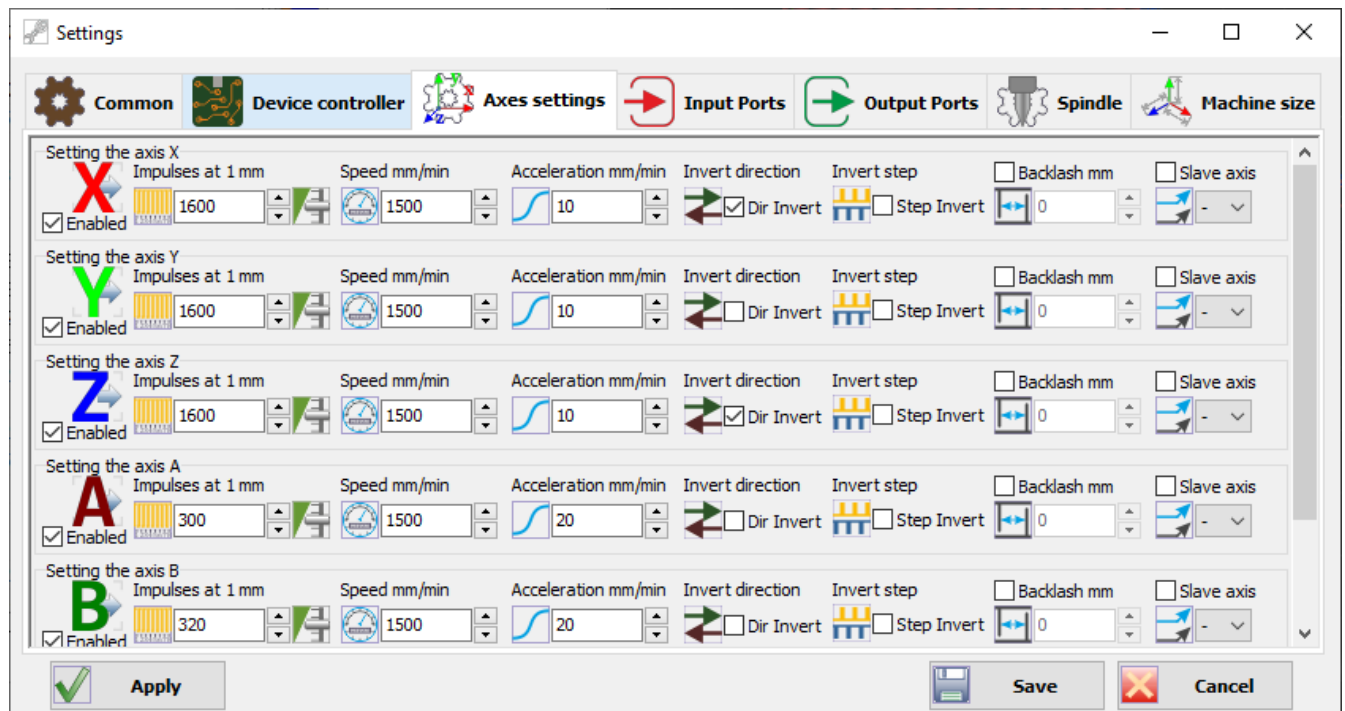 Settings
Common Device controller Axes settings Input Ports Output Ports Spindle Machine size
Setting the axis X
Impulses at 1 mm Speed mm/min Acceleration mm/min Invert direction Invert step Backlash mm Slave axis
X 1600 1500 10 Dir Invert Step Invert 0 -
Enabled
Setting the axis Y
Impulses at 1 mm Speed mm/min Acceleration mm/min Invert direction Invert step Backlash mm Slave axis
Y 1600 1500 10 Dir Invert Step Invert 0 -
Enabled
Setting the axis Z
Impulses at 1 mm Speed mm/min Acceleration mm/min Invert direction Invert step Backlash mm Slave axis
Z 1600 1500 10 Dir Invert Step Invert 0 -
Enabled
Setting the axis A
Impulses at 1 mm Speed mm/min Acceleration mm/min Invert direction Invert step Backlash mm Slave axis
A 300 1500 20 Dir Invert Step Invert 0 -
Enabled
Setting the axis B
Impulses at 1 mm Speed mm/min Acceleration mm/min Invert direction Invert step Backlash mm Slave axis
B 320 1500 20 Dir Invert Step Invert 0 -
Enabled
Apply Save Cancel